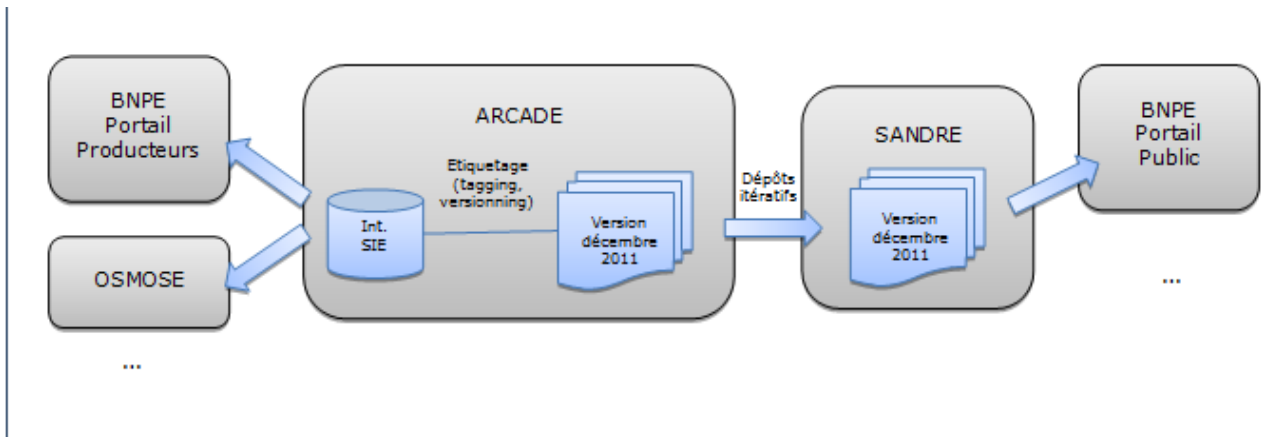 BNPE
Portail
Producteurs
OSMOSE
...
ARCADE
Etiquetage
(tagging,
versionning)
Int.
SIE
Version
décembre
2011
Dépôts
itératifs
SANDRE
Version
décembre
2011
BNPE
Portail
Public
...